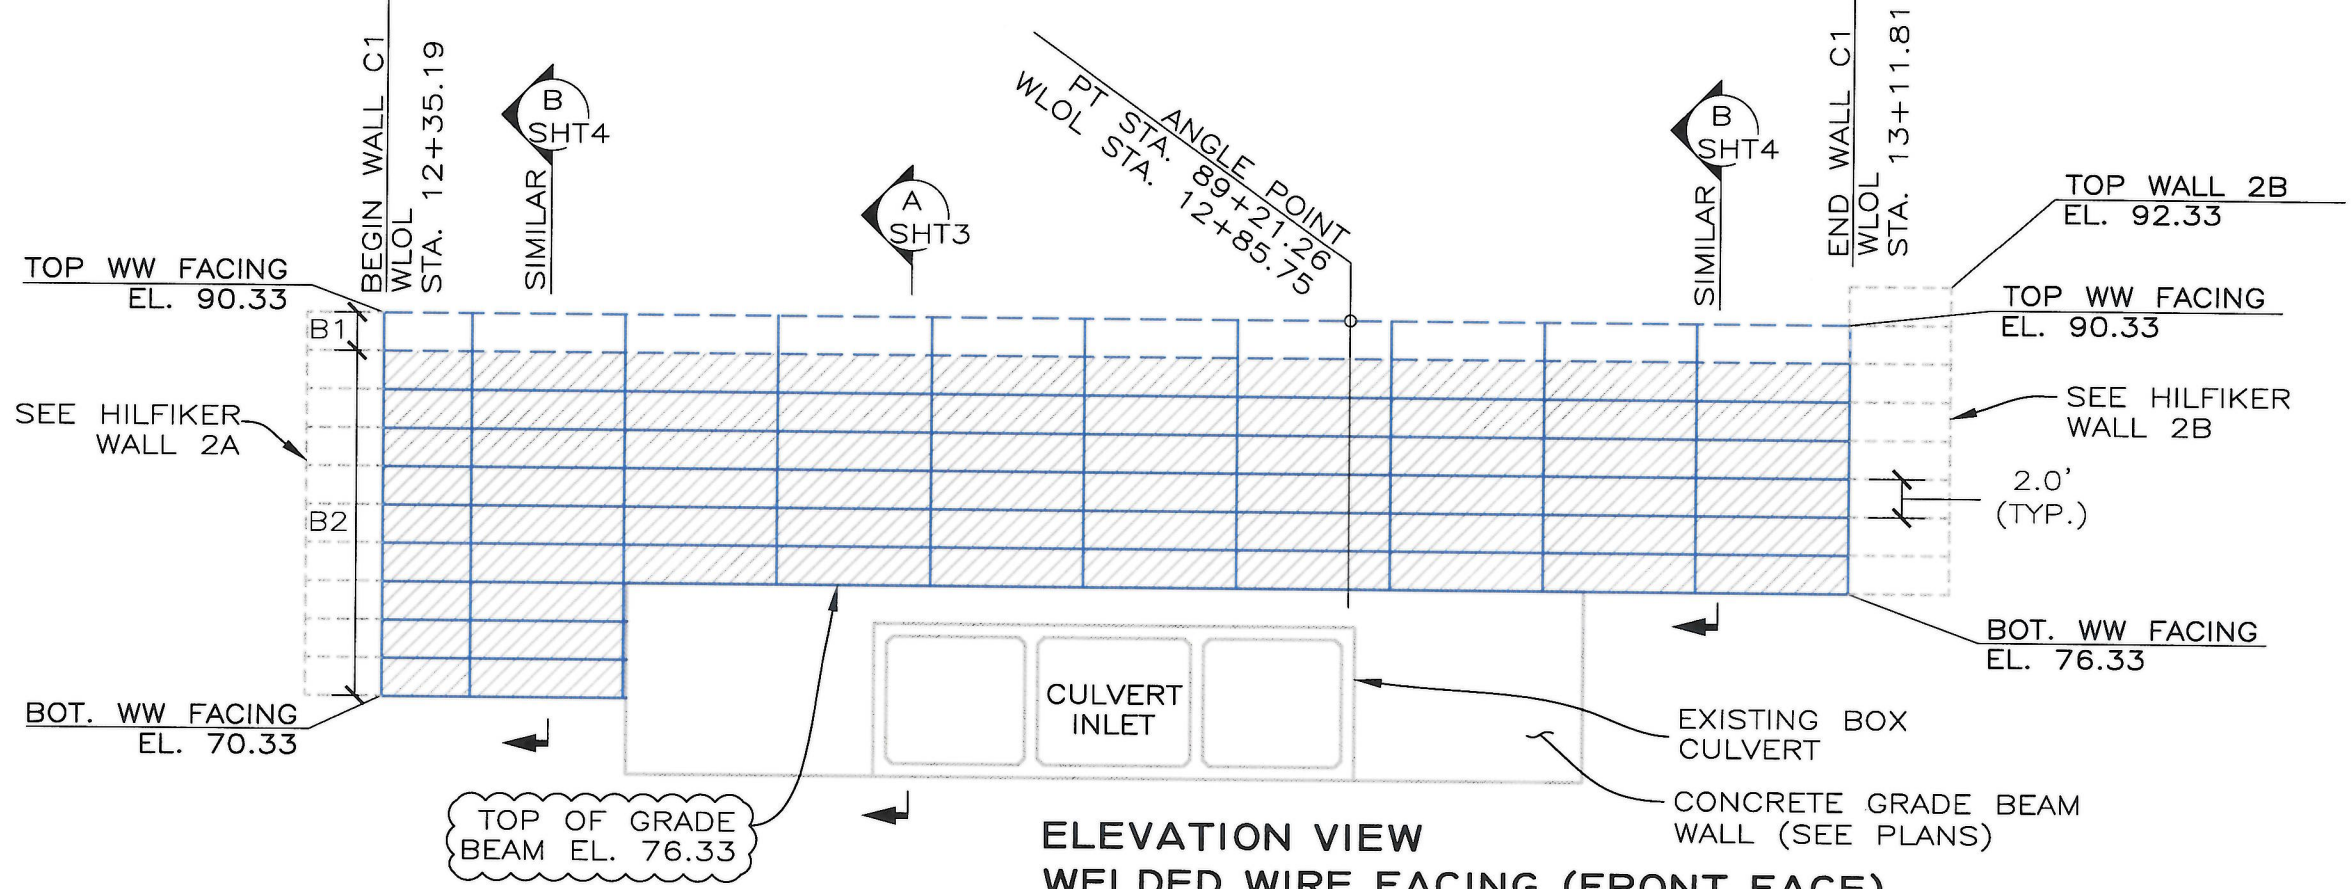 BEGIN WALL C1
WLOL
STA. 12+35.19
B
SHT4
SIMILAR
A
SHT3
ANGLE POINT
PT STA. 89+21.26
WLOL STA. 12+85.75
B
SHT4
SIMILAR
END WALL C1
WLOL
STA. 13+11.81
TOP WALL 2B
EL. 92.33
TOP WW FACING
EL. 90.33
TOP WW FACING
EL. 90.33
B1
SEE HILFIKER
WALL 2A
SEE HILFIKER
WALL 2B
2.0'
(TYP.)
B2
BOT. WW FACING
EL. 76.33
BOT. WW FACING
EL. 70.33
CULVERT
INLET
EXISTING BOX
CULVERT
TOP OF GRADE
BEAM EL. 76.33
CONCRETE GRADE BEAM
WALL (SEE PLANS)
ELEVATION VIEW
WELDED WIRE FACING (FRONT FACE)